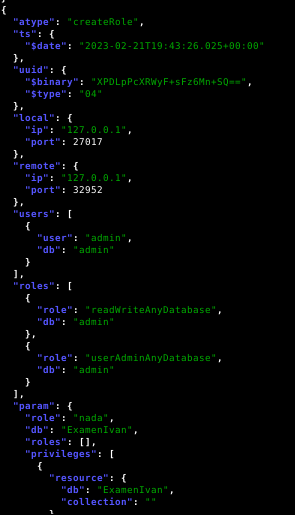 {
"atype": "createRole",
"ts": {
"$date": "2023-02-21T19:43:26.025+00:00"
},
"uuid": {
"$binary": "XPDLpPcXRWyF+sFz6Mn+SQ==",
"$type": "04"
},
"local": {
"ip": "127.0.0.1",
"port": 27017
},
"remote": {
"ip": "127.0.0.1",
"port": 32952
},
"users": [
{
"user": "admin",
"db": "admin"
}
],
"roles": [
{
"role": "readWriteAnyDatabase",
"db": "admin"
},
{
"role": "userAdminAnyDatabase",
"db": "admin"
}
],
"param": {
"role": "nada",
"db": "ExamenIvan",
"roles": [],
"privileges": [
{
"resource": {
"db": "ExamenIvan",
"collection": ""
}